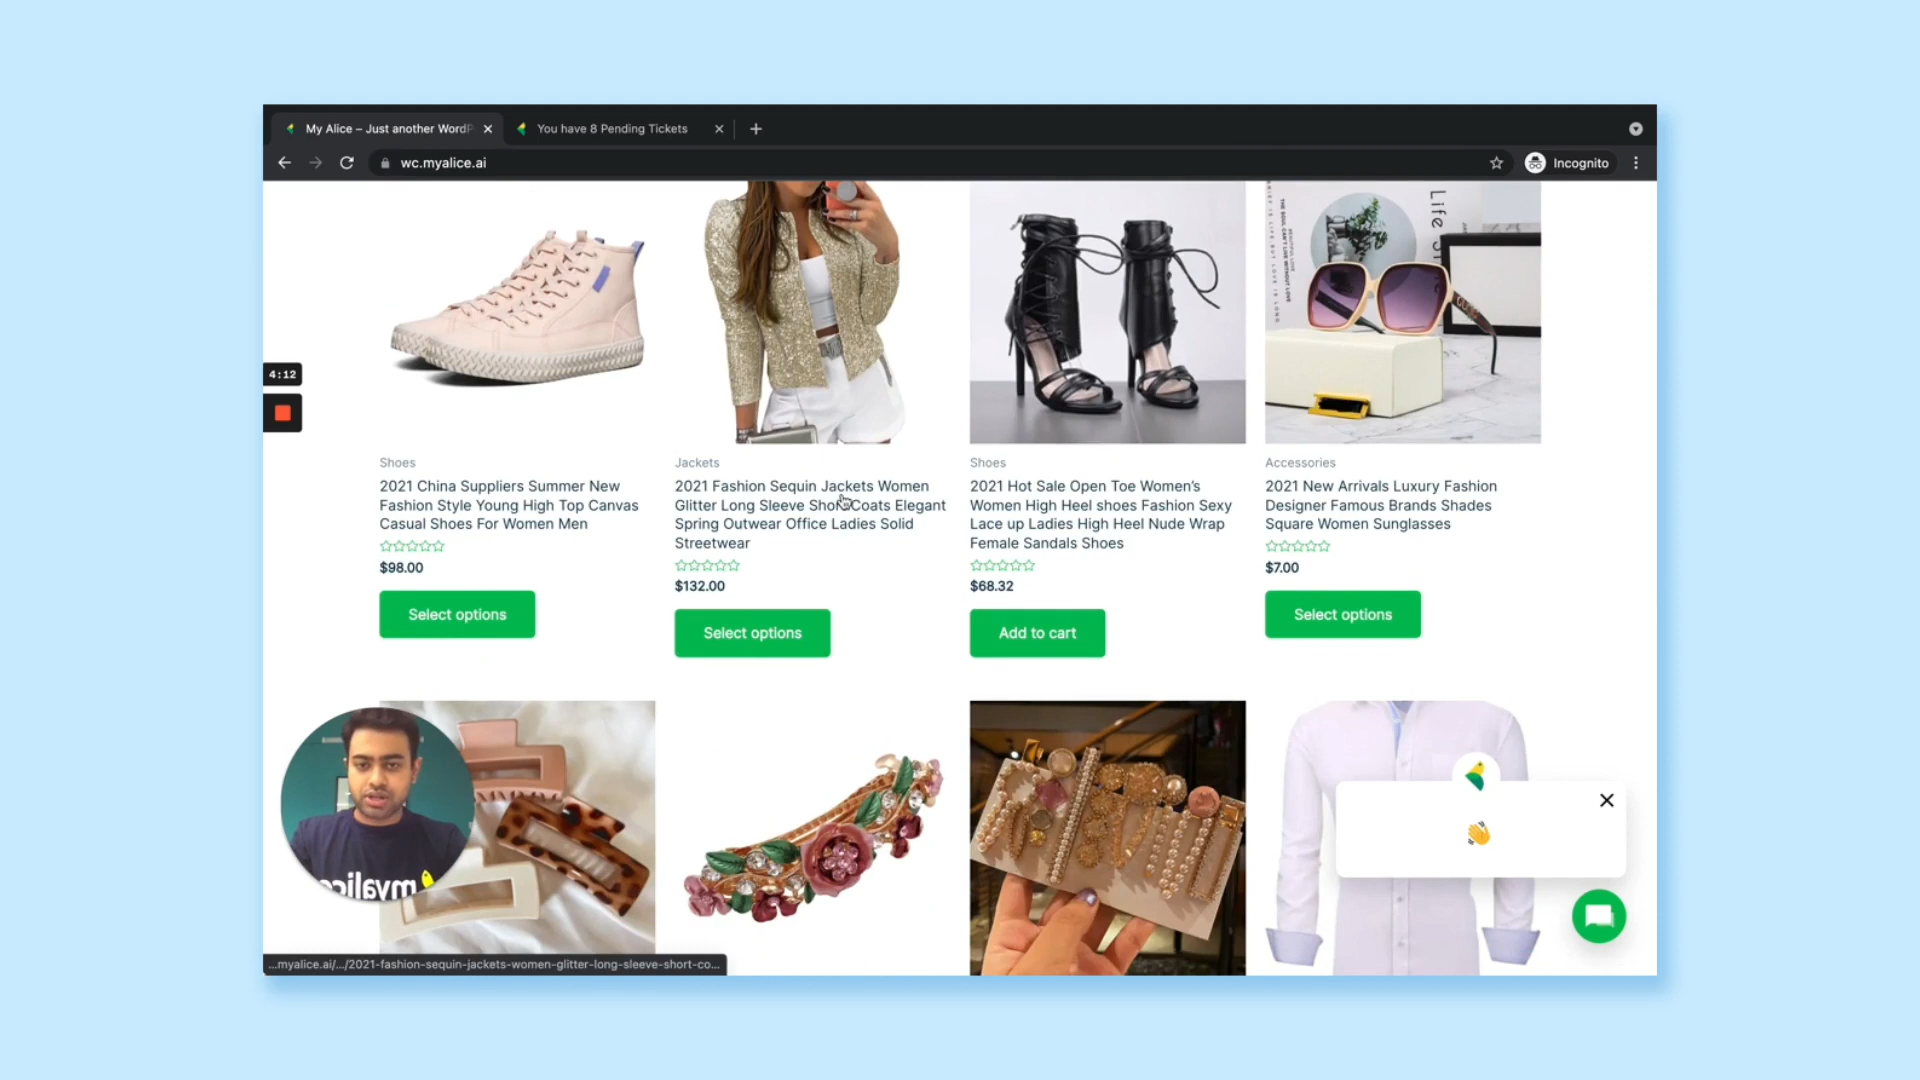 My Alice – Just another WordP
You have 8 Pending Tickets
wc.myalice.ai
Incognito
4:12
Life
Shoes
2021 China Suppliers Summer New
Fashion Style Young High Top Canvas
Casual Shoes For Women Men
$98.00
Select options
Jackets
2021 Fashion Sequin Jackets Women
Glitter Long Sleeve Short Coats Elegant
Spring Outwear Office Ladies Solid
Streetwear
$132.00
Select options
Shoes
2021 Hot Sale Open Toe Women’s
Women High Heel shoes Fashion Sexy
Lace up Ladies High Heel Nude Wrap
Female Sandals Shoes
$68.32
Add to cart
Accessories
2021 New Arrivals Luxury Fashion
Designer Famous Brands Shades
Square Women Sunglasses
$7.00
Select options
myalice
...myalice.ai/.../2021-fashion-sequin-jackets-women-glitter-long-sleeve-short-co...